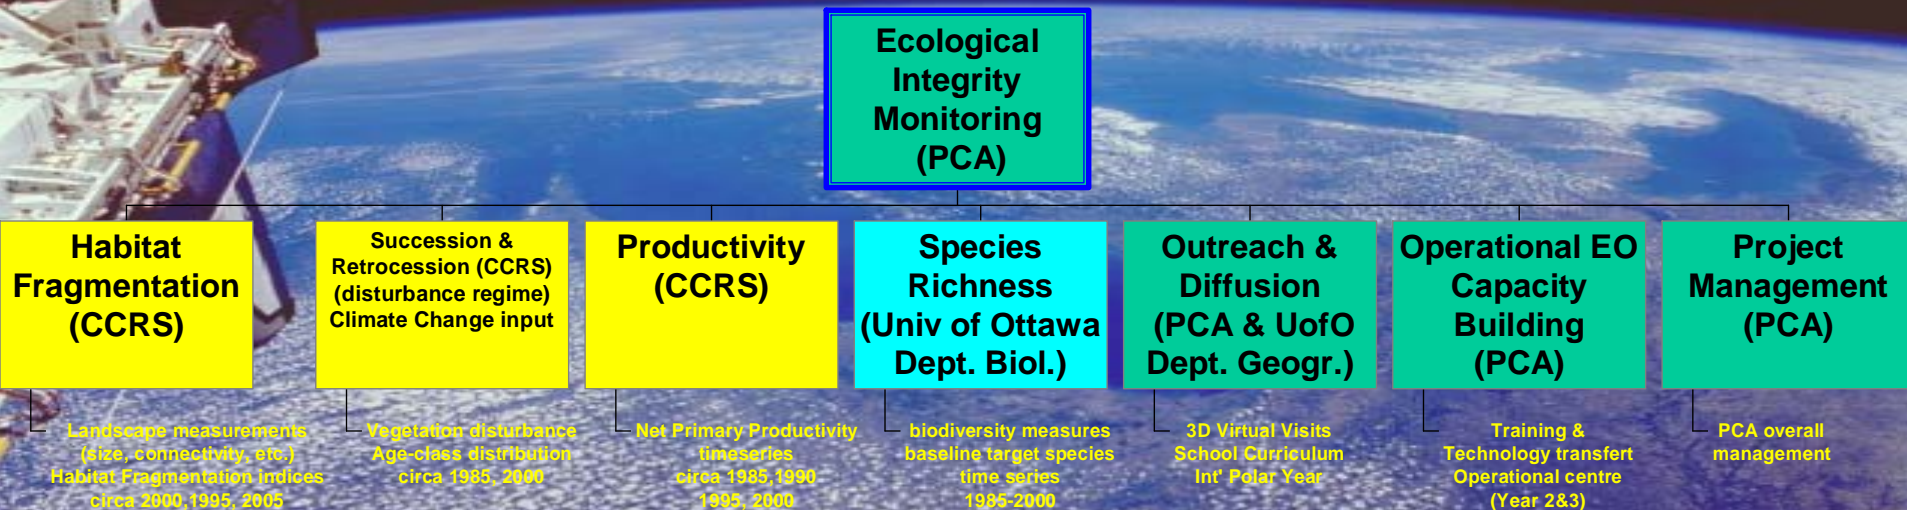 Ecological
Integrity
Monitoring
(PCA)
Habitat
Fragmentation
(CCRS)
Succession &
Retrocession (CCRS)
(disturbance regime)
Climate Change input
Productivity
(CCRS)
Species
Richness
(Univ of Ottawa
Dept. Biol.)
Outreach &
Diffusion
(PCA & UofO
Dept. Geogr.)
Operational EO
Capacity
Building
(PCA)
Project
Management
(PCA)
Landscape measurements
(size, connectivity, etc.)
Habitat Fragmentation indices
circa 2000,1995, 2005
Vegetation disturbance
Age-class distribution
circa 1985, 2000
Net Primary Productivity
timeseries
circa 1985,1990
1995, 2000
biodiversity measures
baseline target species
time series
1985-2000
3D Virtual Visits
School Curriculum
Int' Polar Year
Training &
Technology transfert
Operational centre
(Year 2&3)
PCA overall
management